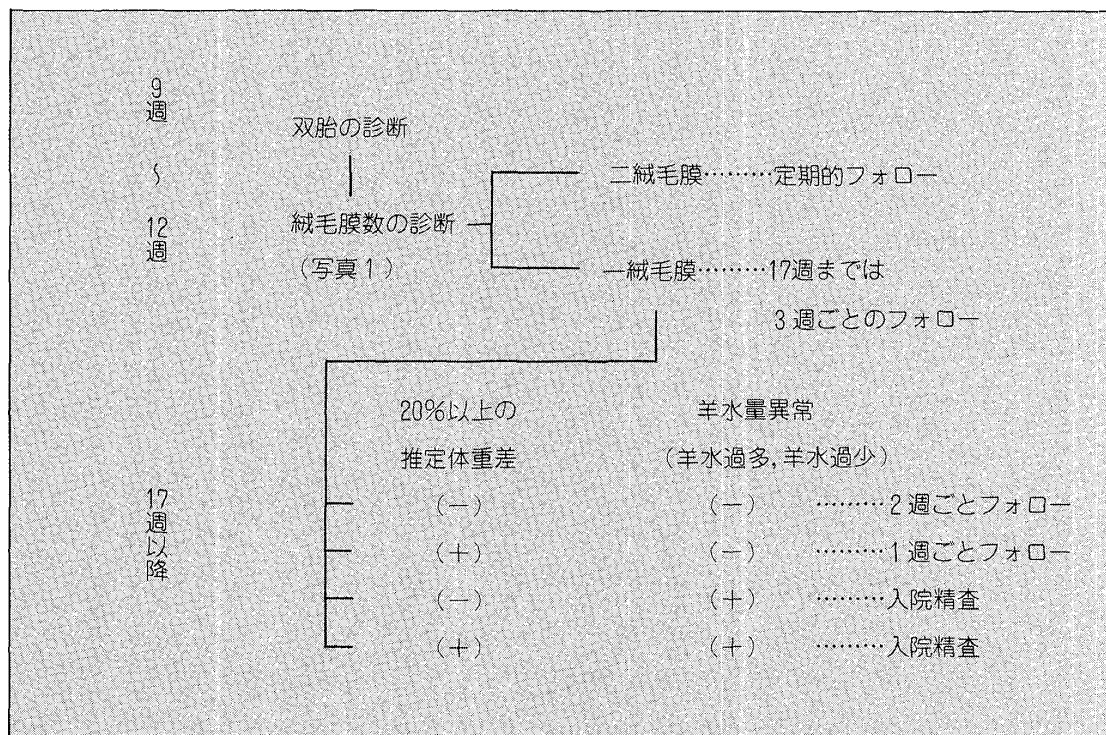 9週
〜
12週
双胎の診断
絨毛膜数の診断
(写真1)
二絨毛膜………定期的フォロー
一絨毛膜………17週までは
3週ごとのフォロー
17週以降
20%以上の 羊水量異常
推定体重差 (羊水過多,羊水過少)
(−) (−) ………2週ごとフォロー
(+) (−) ………1週ごとフォロー
(−) (+) ………入院精査
(+) (+) ………入院精査